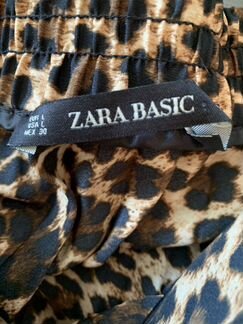 ZARA BASIC
EUR L
USA L
MEX 30